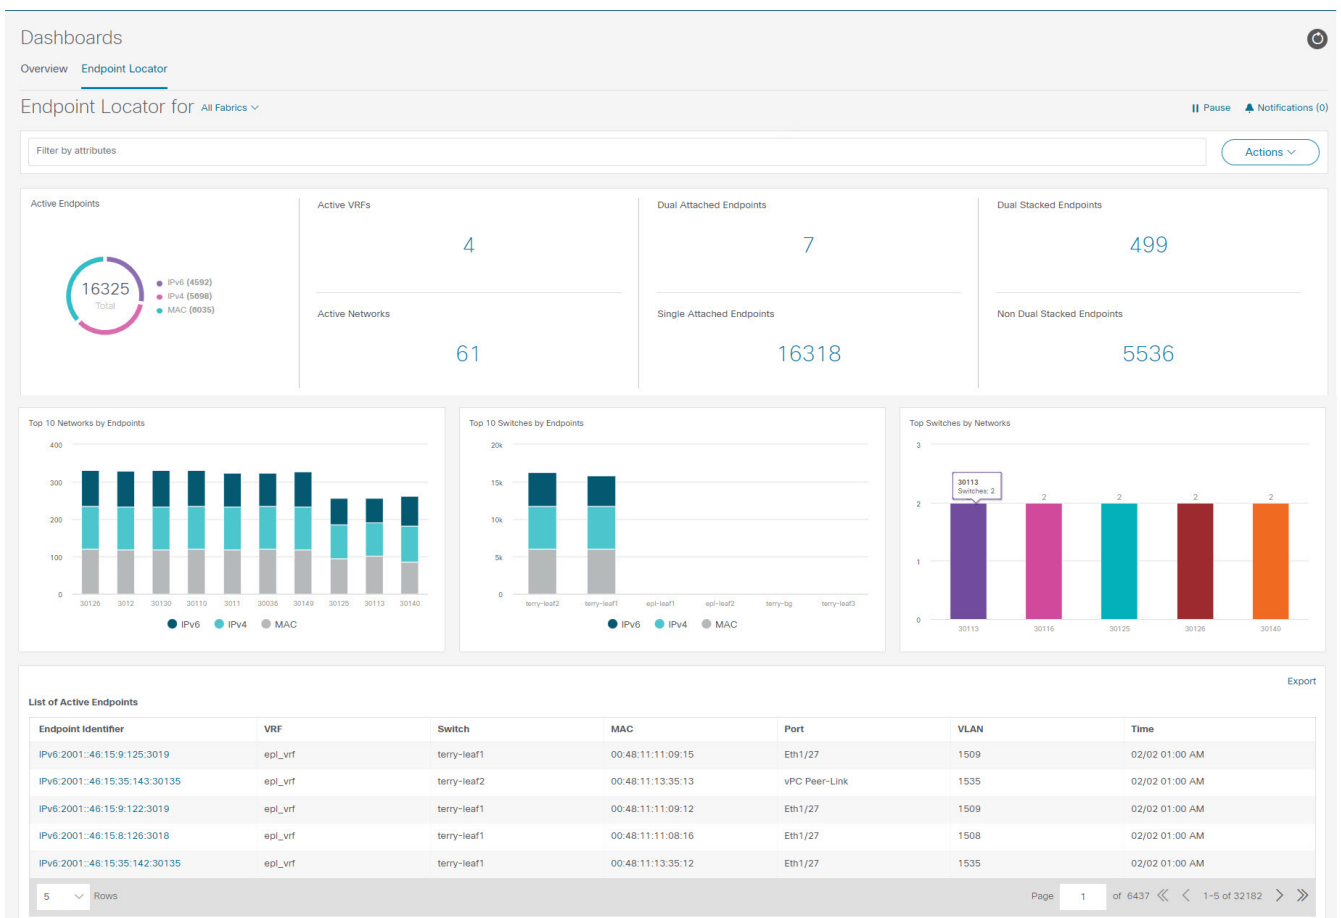 Dashboards
Overview Endpoint Locator
Endpoint Locator for All Fabrics
Pause Notifications (0)
Filter by attributes
Actions
Active Endpoints
16325
Total
IPv6 (4592)
IPv4 (5698)
MAC (6035)
Active VRFs
4
Active Networks
61
Dual Attached Endpoints
7
Single Attached Endpoints
16318
Dual Stacked Endpoints
499
Non Dual Stacked Endpoints
5536
Top 10 Networks by Endpoints
400
300
200
100
0
30126 3012 30130 30110 3011 30036 30149 30125 30113 30140
IPv6 IPv4 MAC
Top 10 Switches by Endpoints
20k
15k
10k
5k
0
terry-leaf2 terry-leaf1 epl-leaf1 epl-leaf2 terry-bg terry-leaf3
IPv6 IPv4 MAC
Top Switches by Networks
3
30113
Switches: 2
2 2 2 2 2
1
0
30113 30116 30125 30126 30140
Export
List of Active Endpoints
Endpoint Identifier VRF Switch MAC Port VLAN Time
IPv6:2001::46:15:9:125:3019 epl_vrf terry-leaf1 00:48:11:11:09:15 Eth1/27 1509 02/02 01:00 AM
IPv6:2001::46:15:35:143:30135 epl_vrf terry-leaf2 00:48:11:13:35:13 vPC Peer-Link 1535 02/02 01:00 AM
IPv6:2001::46:15:9:122:3019 epl_vrf terry-leaf1 00:48:11:11:09:12 Eth1/27 1509 02/02 01:00 AM
IPv6:2001::46:15:8:126:3018 epl_vrf terry-leaf1 00:48:11:11:08:16 Eth1/27 1508 02/02 01:00 AM
IPv6:2001::46:15:35:142:30135 epl_vrf terry-leaf1 00:48:11:13:35:12 Eth1/27 1535 02/02 01:00 AM
5 Rows
Page 1 of 6437 1-5 of 32182